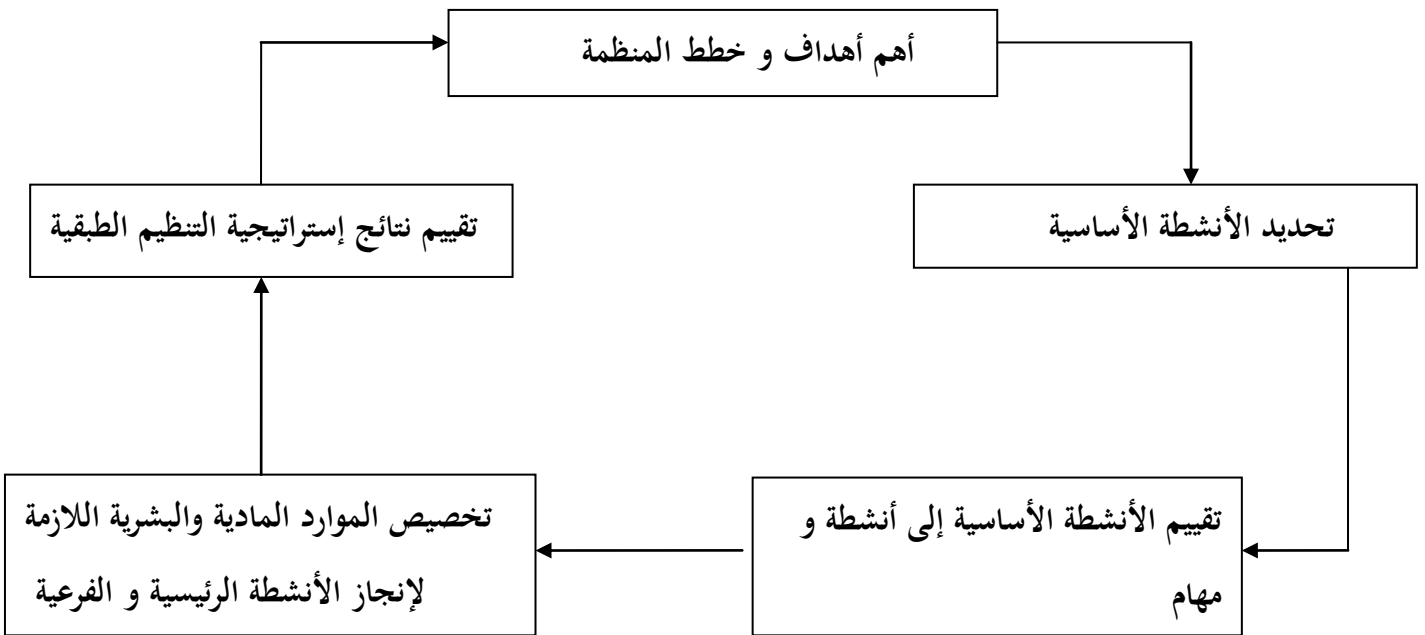 أهم أهداف و خطط المنظمة
تحديد الأنشطة الأساسية
تقييم نتائج إستراتيجية التنظيم الطبقية
تقييم الأنشطة الأساسية إلى أنشطة و
مهام
تخصيص الموارد المادية والبشرية اللازمة
لإنجاز الأنشطة الرئيسية و الفرعية